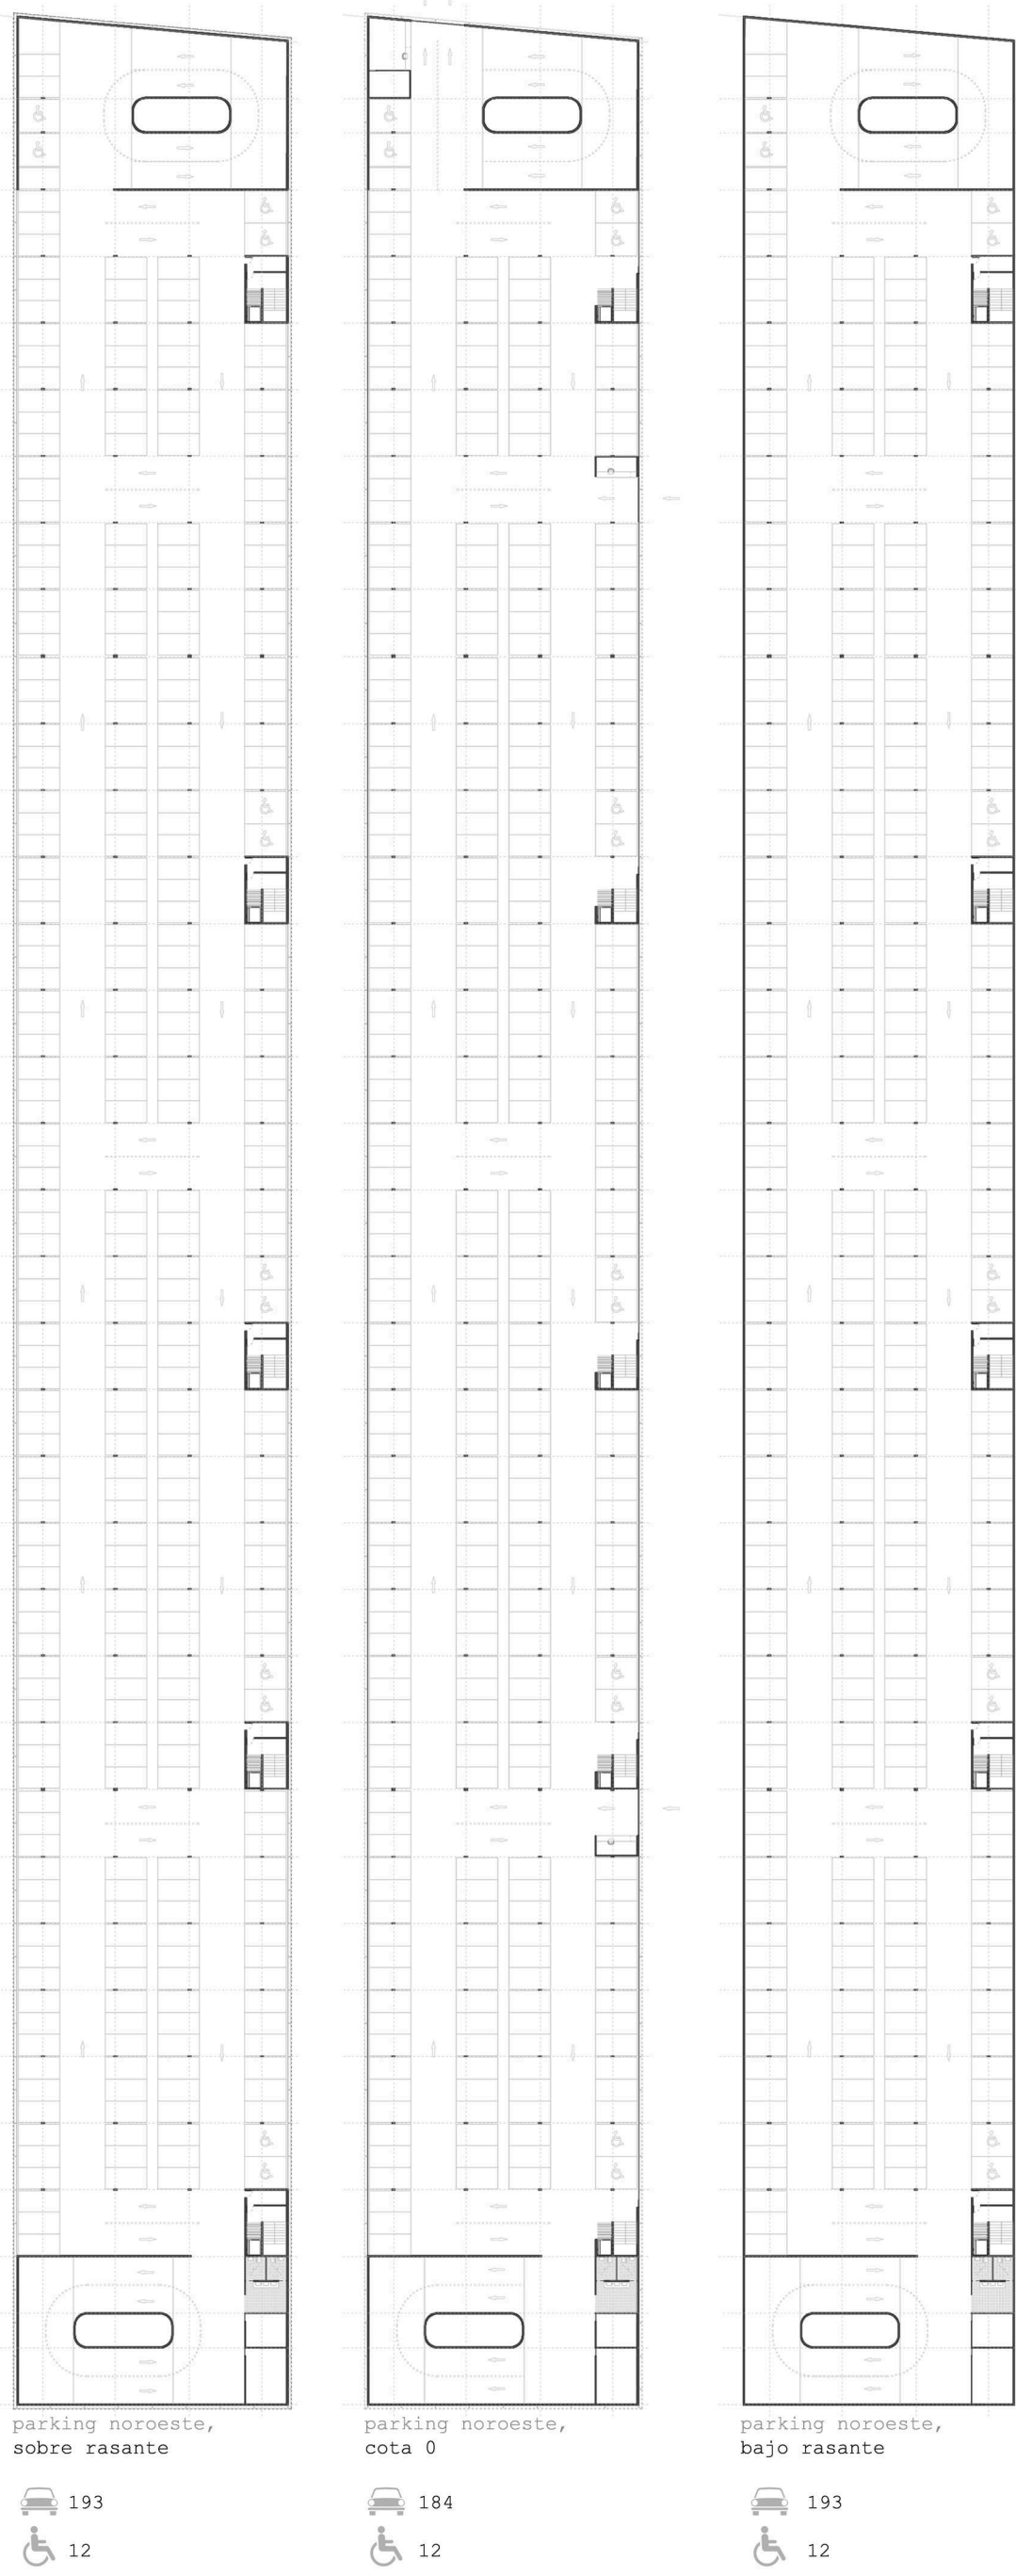 parking noroeste,
sobre rasante
193
12
parking noroeste,
cota 0
184
12
parking noroeste,
bajo rasante
193
12